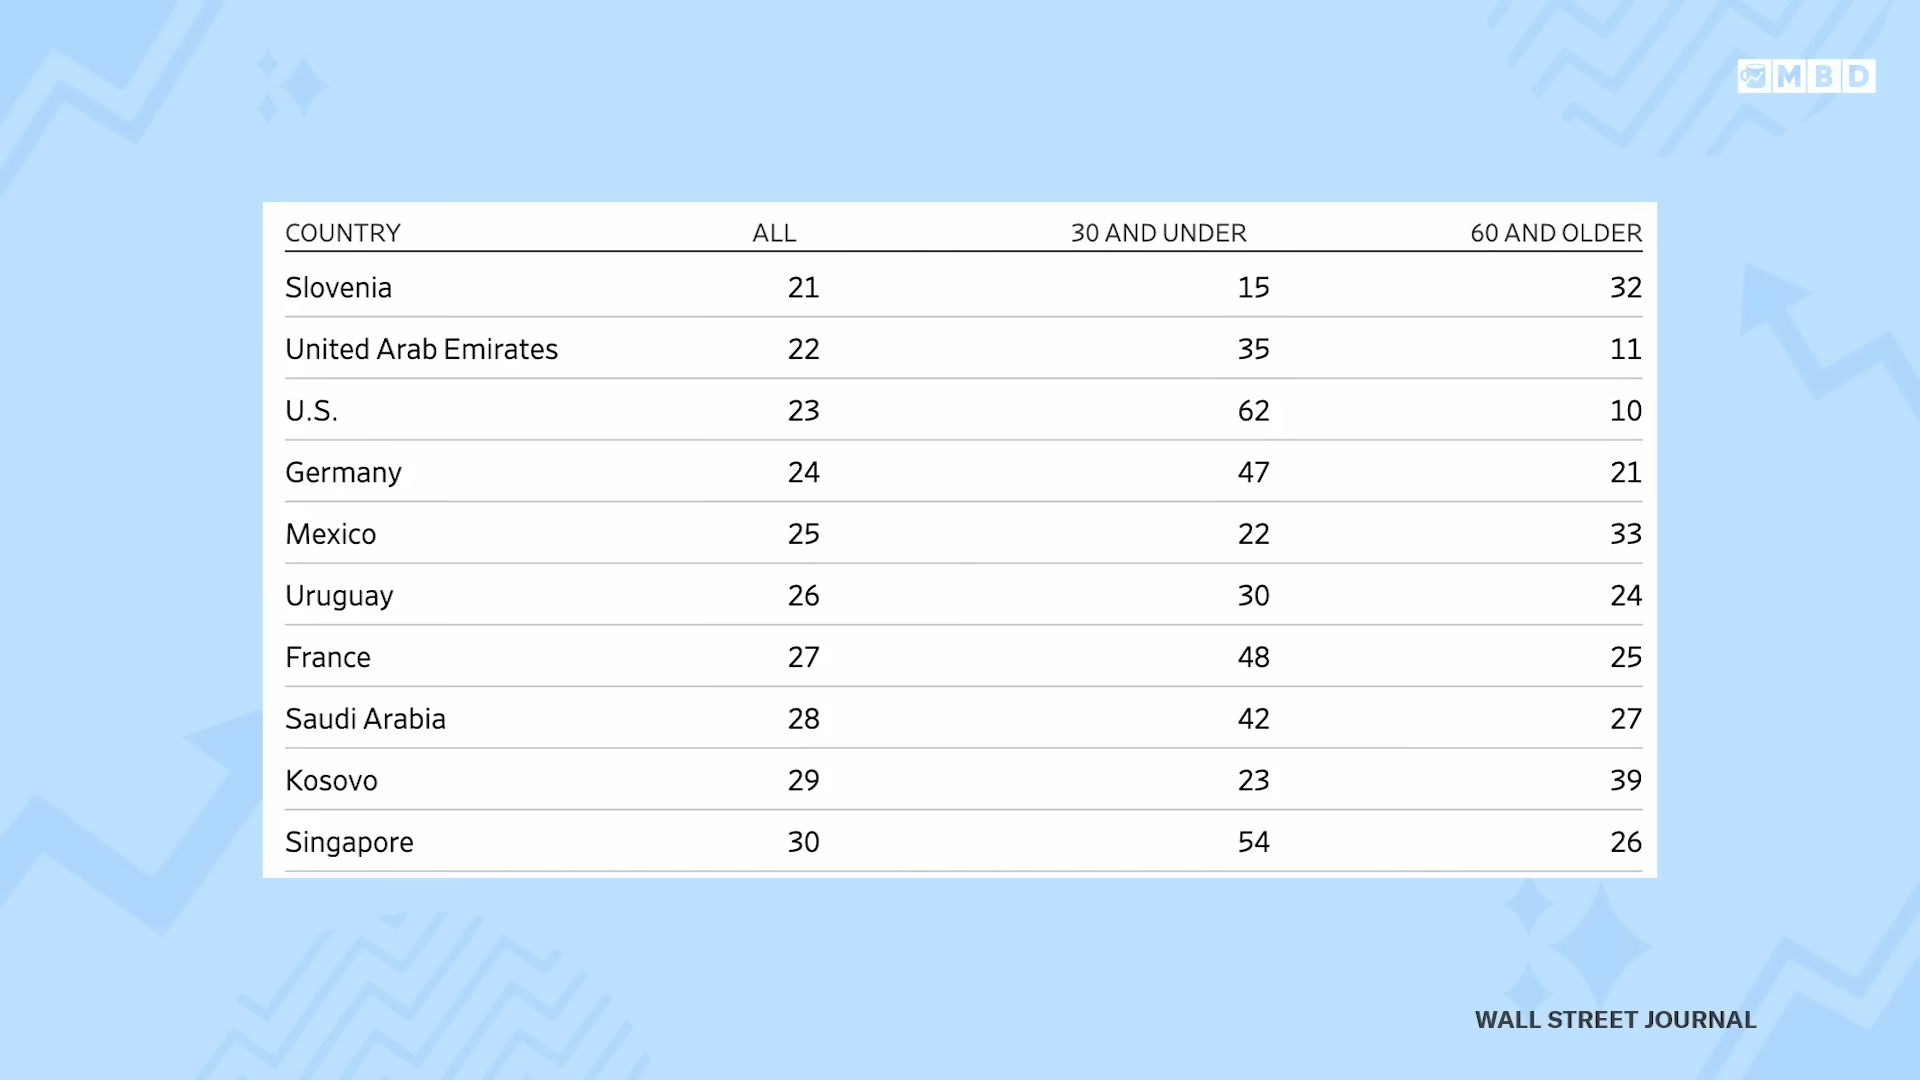 MBD
COUNTRY ALL 30 AND UNDER 60 AND OLDER
Slovenia 21 15 32
United Arab Emirates 22 35 11
U.S. 23 62 10
Germany 24 47 21
Mexico 25 22 33
Uruguay 26 30 24
France 27 48 25
Saudi Arabia 28 42 27
Kosovo 29 23 39
Singapore 30 54 26
WALL STREET JOURNAL